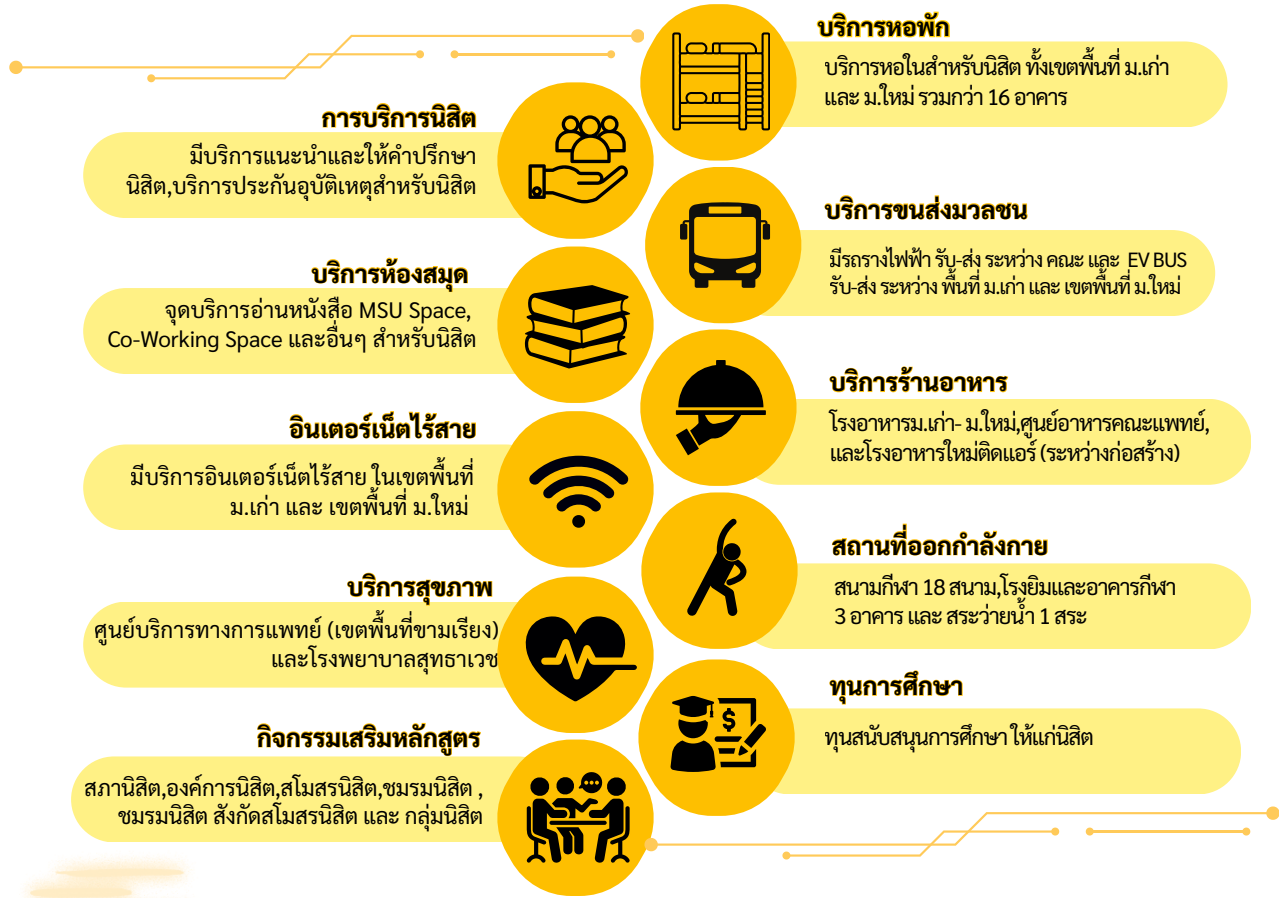 บริการหอพัก
บริการหอในสำหรับนิสิต ทั้งเขตพื้นที่ ม.เก่า
และ ม.ใหม่ รวมกว่า 16 อาคาร
การบริการนิสิต
มีบริการแนะนำและให้คำปรึกษา
นิสิต,บริการประกันอุบัติเหตุสำหรับนิสิต
บริการขนส่งมวลชน
มีรถรางไฟฟ้า รับ-ส่ง ระหว่าง คณะ และ EV BUS
รับ-ส่ง ระหว่าง พื้นที่ ม.เก่า และ เขตพื้นที่ ม.ใหม่
บริการห้องสมุด
จุดบริการอ่านหนังสือ MSU Space,
Co-Working Space และอื่นๆ สำหรับนิสิต
บริการร้านอาหาร
โรงอาหารม.เก่า- ม.ใหม่,ศูนย์อาหารคณะแพทย์,
และโรงอาหารใหม่ติดแอร์ (ระหว่างก่อสร้าง)
อินเตอร์เน็ตไร้สาย
มีบริการอินเตอร์เน็ตไร้สาย ในเขตพื้นที่
ม.เก่า และ เขตพื้นที่ ม.ใหม่
สถานที่ออกกำลังกาย
สนามกีฬา 18 สนาม,โรงยิมและอาคารกีฬา
3 อาคาร และ สระว่ายน้ำ 1 สระ
บริการสุขภาพ
ศูนย์บริการทางการแพทย์ (เขตพื้นที่ขามเรียง)
และโรงพยาบาลสุทธาเวช
ทุนการศึกษา
ทุนสนับสนุนการศึกษา ให้แก่นิสิต
กิจกรรมเสริมหลักสูตร
สภานิสิต,องค์การนิสิต,สโมสรนิสิต,ชมรมนิสิต ,
ชมรมนิสิต สังกัดสโมสรนิสิต และ กลุ่มนิสิต